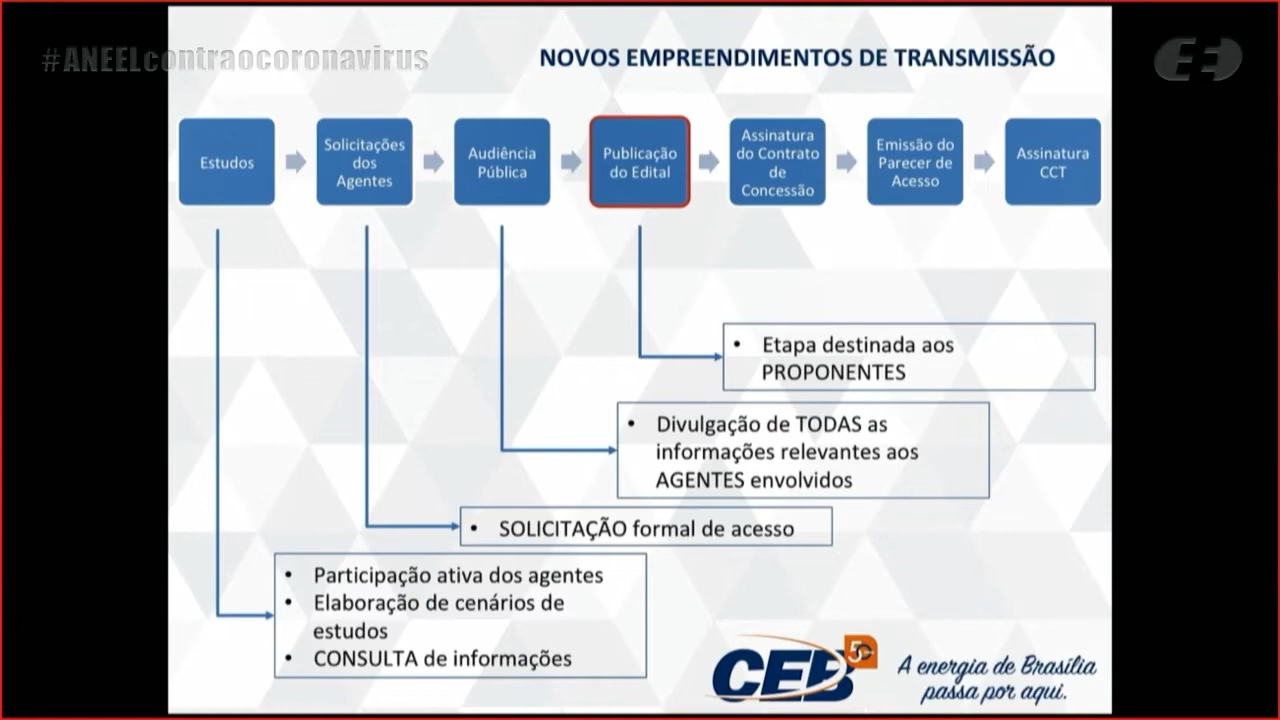 #ANEELcontraocoronavirus
NOVOS EMPREENDIMENTOS DE TRANSMISSÃO
Estudos
Solicitações
dos
Agentes
Audiência
Pública
Publicação
do Edital
Assinatura
do Contrato
de
Concessão
Emissão do
Parecer de
Acesso
Assinatura
CCT
• Etapa destinada aos
PROPONENTES
• Divulgação de TODAS as
informações relevantes aos
AGENTES envolvidos
• SOLICITAÇÃO formal de acesso
• Participação ativa dos agentes
• Elaboração de cenários de
estudos
• CONSULTA de informações
CEB
50
A energia de Brasília
passa por aqui.